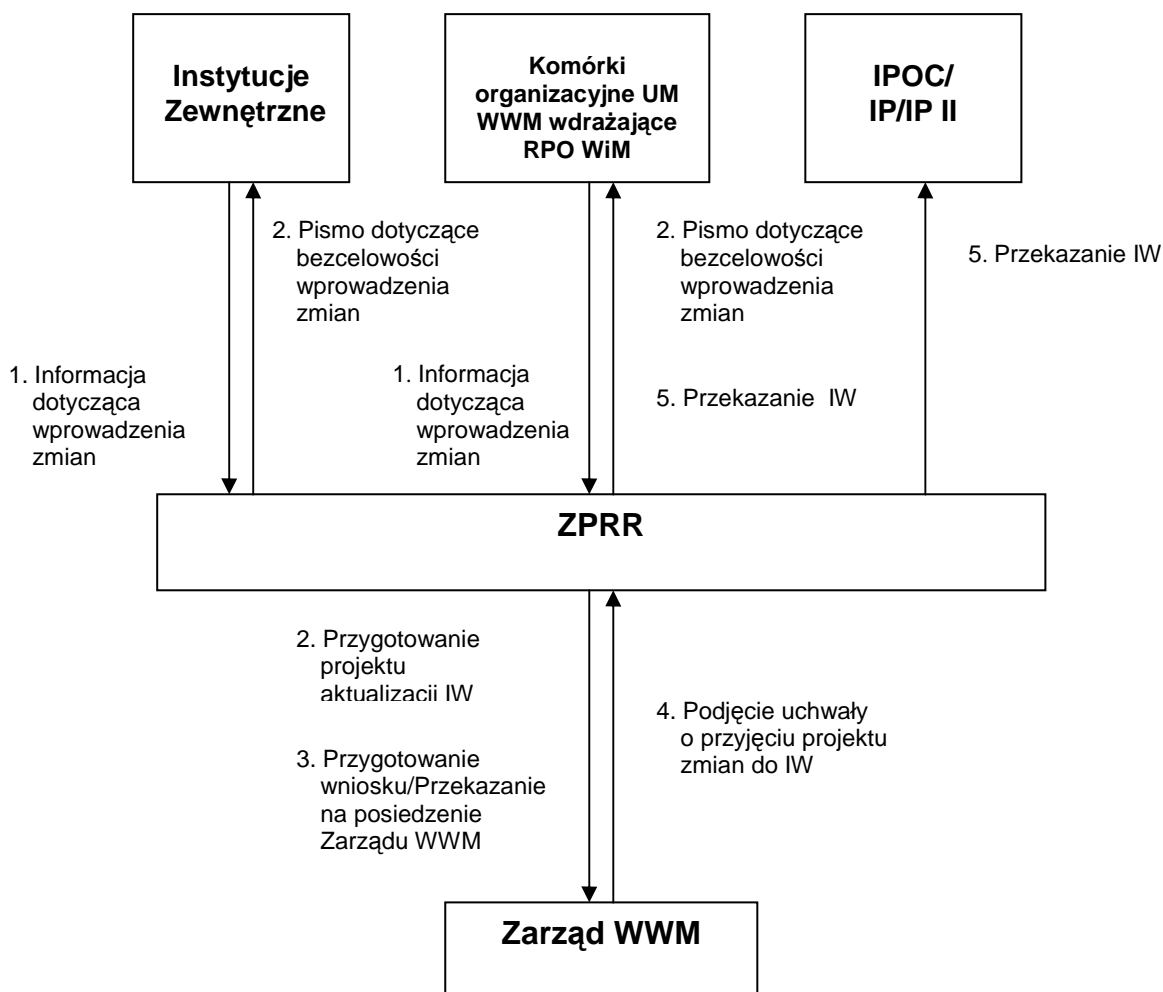 Instytucje
Zewnętrzne
Komórki
organizacyjne UM
WWM wdrażające
RPO WiM
IPOC/
IP/IP II
2. Pismo dotyczące
bezcelowości
wprowadzenia
zmian
2. Pismo dotyczące
bezcelowości
wprowadzenia
zmian
5. Przekazanie IW
1. Informacja
dotycząca
wprowadzenia
zmian
1. Informacja
dotycząca
wprowadzenia
zmian
5. Przekazanie IW
ZPRR
2. Przygotowanie
projektu
aktualizacji IW
3. Przygotowanie
wniosku/Przekazanie
na posiedzenie
Zarządu WWM
4. Podjęcie uchwały
o przyjęciu projektu
zmian do IW
Zarząd WWM